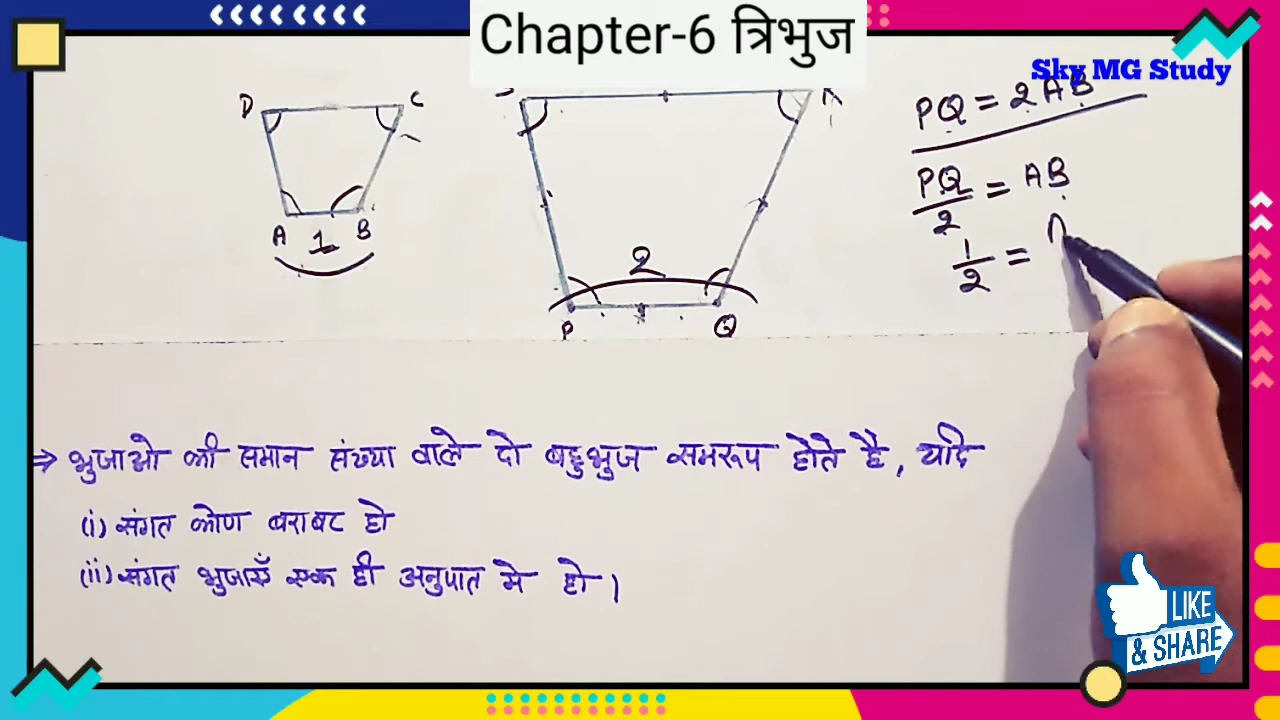 Chapter-6 त्रिभुज
Sky MG Study
D C
A 1 B
2
P Q
PQ = 2AB
PQ/2 = AB
1/2 =
⇒ भुजाओ की समान संख्या वाले दो बहुभुज समरूप होते है, यदि
(i) संगत कोण बराबर हो
(ii) संगत भुजाएँ एक ही अनुपात मे हो।
LIKE
& SHARE